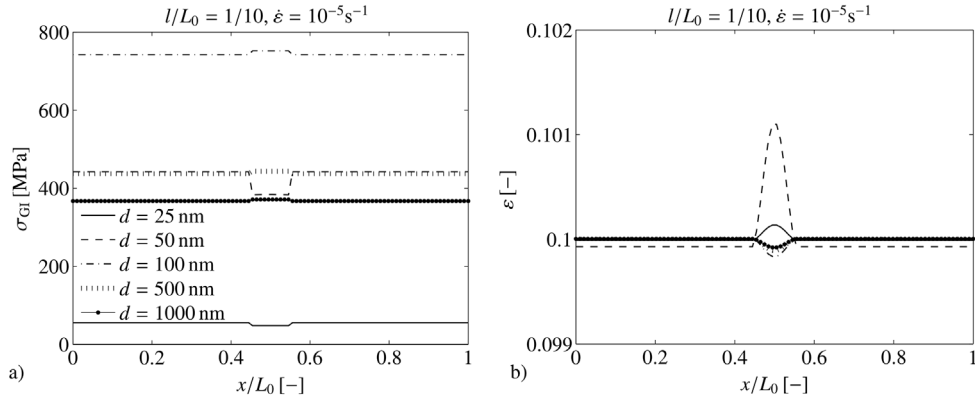 l/L₀ = 1/10, ε̇ = 10⁻⁵s⁻¹
800
600
400
200
0
σ_GI [MPa]
d = 25 nm
d = 50 nm
d = 100 nm
d = 500 nm
d = 1000 nm
0 0.2 0.4 0.6 0.8 1
x/L₀ [−]
a)
l/L₀ = 1/10, ε̇ = 10⁻⁵s⁻¹
0.102
0.101
0.1
0.099
ε [−]
0 0.2 0.4 0.6 0.8 1
x/L₀ [−]
b)